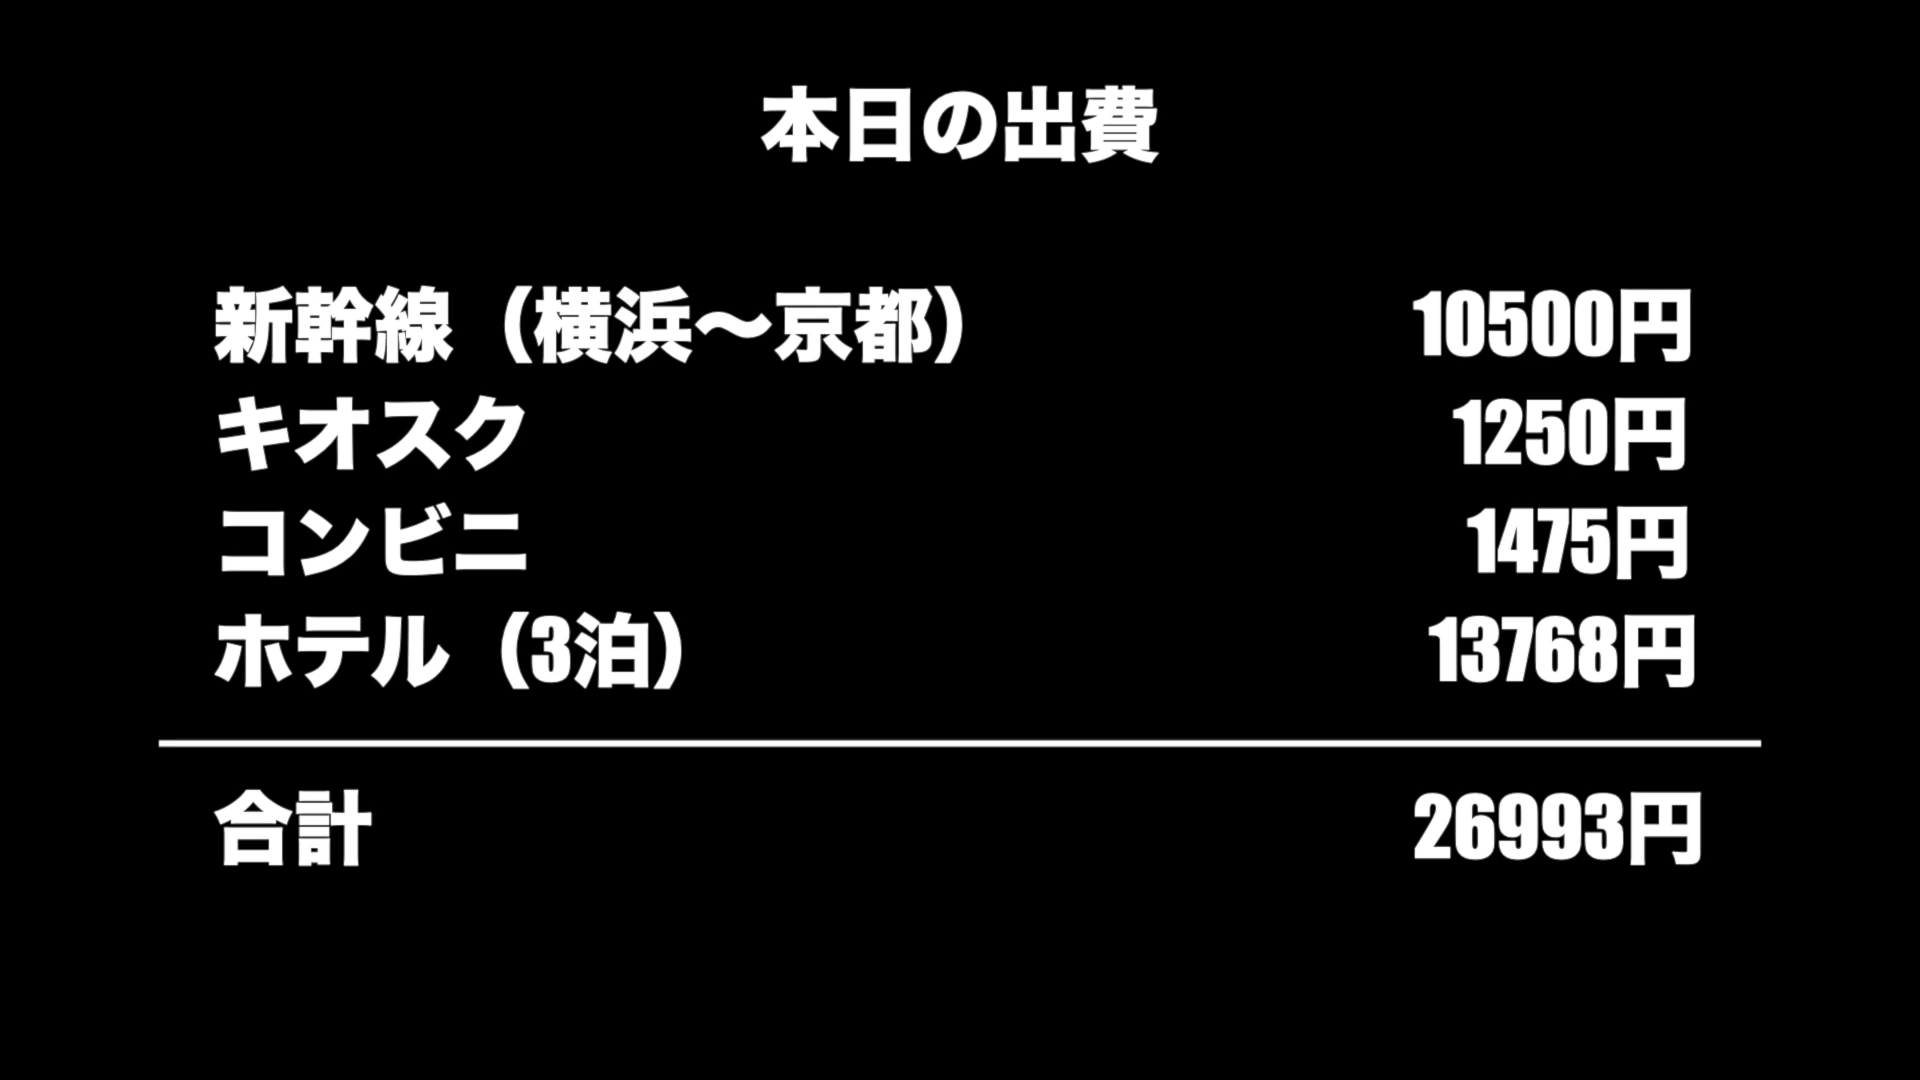 本日の出費
新幹線（横浜〜京都） 10500円
キオスク 1250円
コンビニ 1475円
ホテル（3泊） 13768円
合計 26993円